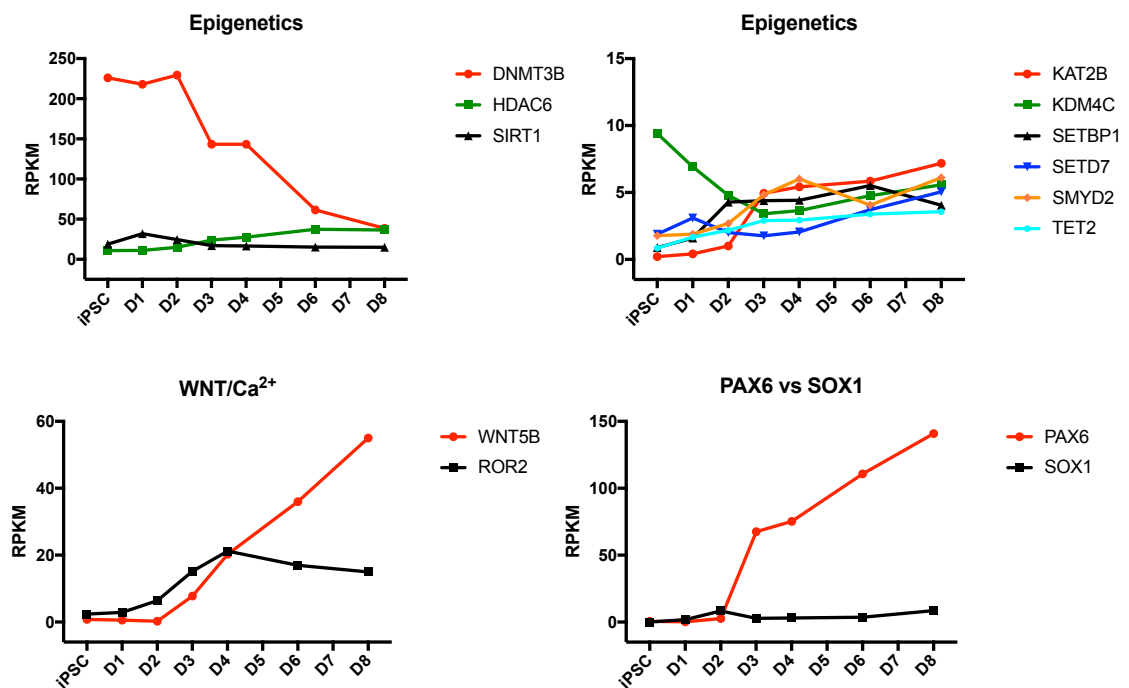 Epigenetics
250
200
150
100
50
0
RPKM
iPSC
D1
D2
D3
D4
D5
D6
D7
D8
DNMT3B
HDAC6
SIRT1
Epigenetics
15
10
5
0
RPKM
iPSC
D1
D2
D3
D4
D5
D6
D7
D8
KAT2B
KDM4C
SETBP1
SETD7
SMYD2
TET2
WNT/Ca²⁺
60
40
20
0
RPKM
iPSC
D1
D2
D3
D4
D5
D6
D7
D8
WNT5B
ROR2
PAX6 vs SOX1
150
100
50
0
RPKM
iPSC
D1
D2
D3
D4
D5
D6
D7
D8
PAX6
SOX1